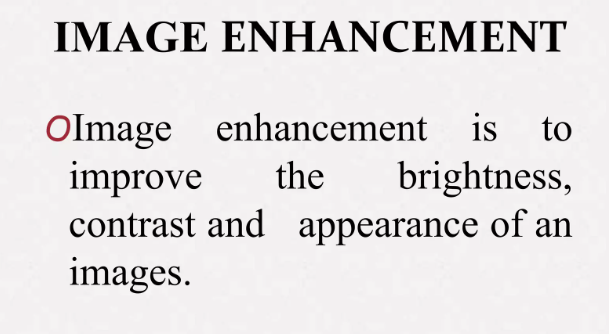 IMAGE ENHANCEMENT
Image enhancement is to
improve the brightness,
contrast and appearance of an
images.